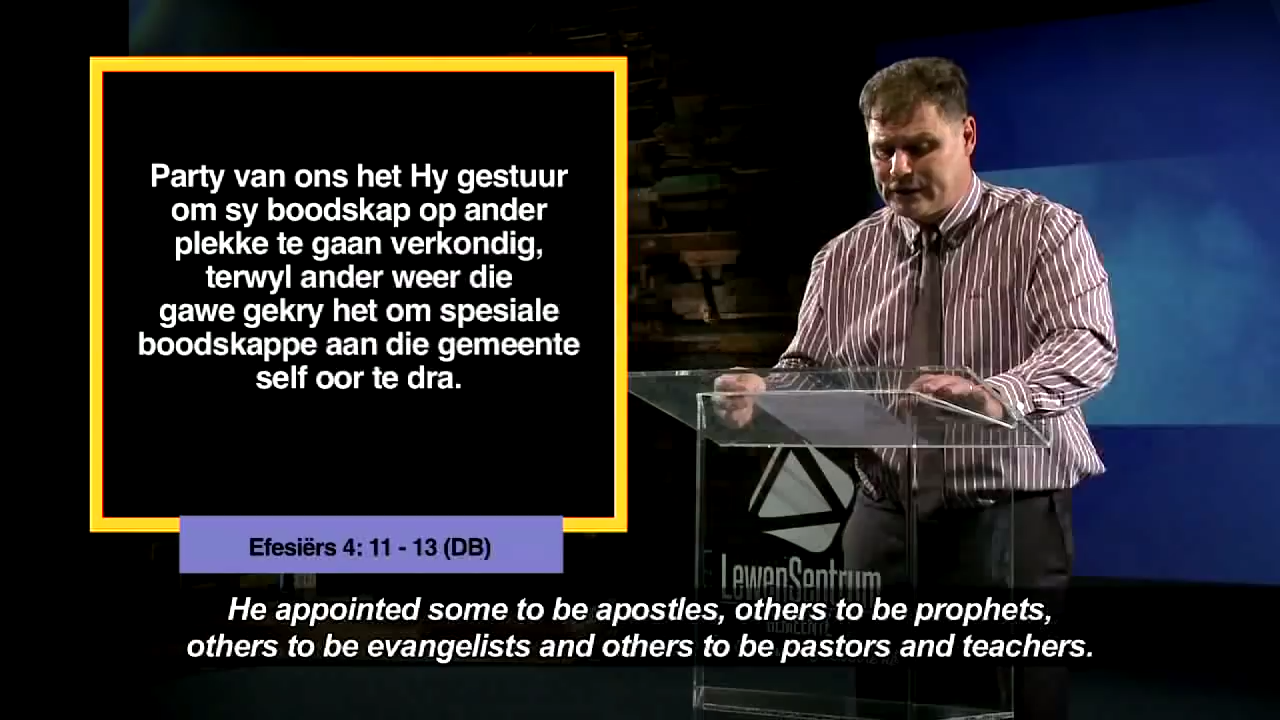 Party van ons het Hy gestuur
om sy boodskap op ander
plekke te gaan verkondig,
terwyl ander weer die
gawe gekry het om spesiale
boodskappe aan die gemeente
self oor te dra.
Efesiërs 4: 11 - 13 (DB)
LewenSentrum
GEMEENTE
He appointed some to be apostles, others to be prophets,
others to be evangelists and others to be pastors and teachers.